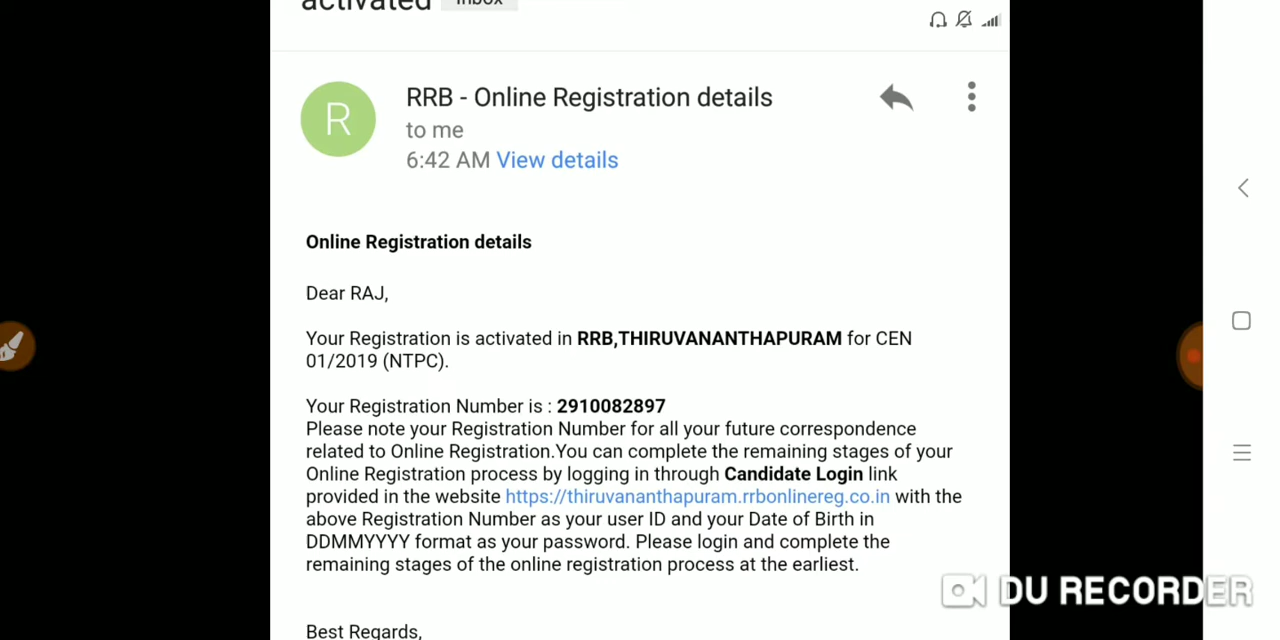 activated Inbox
R
RRB - Online Registration details
to me
6:42 AM View details
Online Registration details
Dear RAJ,
Your Registration is activated in RRB,THIRUVANANTHAPURAM for CEN
01/2019 (NTPC).
Your Registration Number is : 2910082897
Please note your Registration Number for all your future correspondence
related to Online Registration.You can complete the remaining stages of your
Online Registration process by logging in through Candidate Login link
provided in the website https://thiruvananthapuram.rrbonlinereg.co.in with the
above Registration Number as your user ID and your Date of Birth in
DDMMYYYY format as your password. Please login and complete the
remaining stages of the online registration process at the earliest.
DU RECORDER
Best Regards,